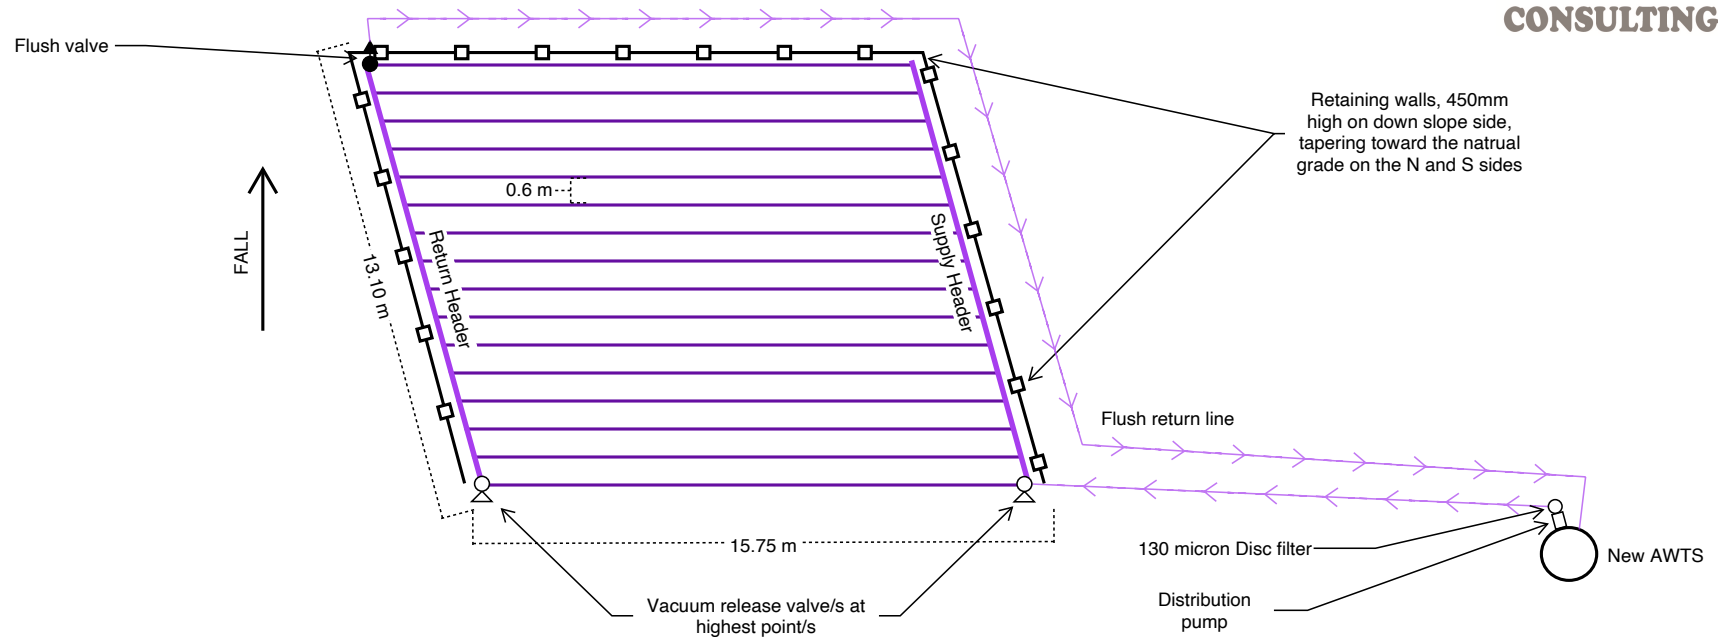 CONSULTING
Flush valve
Retaining walls, 450mm
high on down slope side,
tapering toward the natrual
grade on the N and S sides
0.6 m
FALL
Return Header
Supply Header
13.10 m
Flush return line
15.75 m
130 micron Disc filter
New AWTS
Vacuum release valve/s at
highest point/s
Distribution
pump